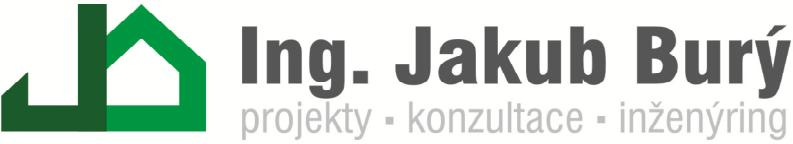 Ing. Jakub Burý
projekty ▪ konzultace ▪ inženýring